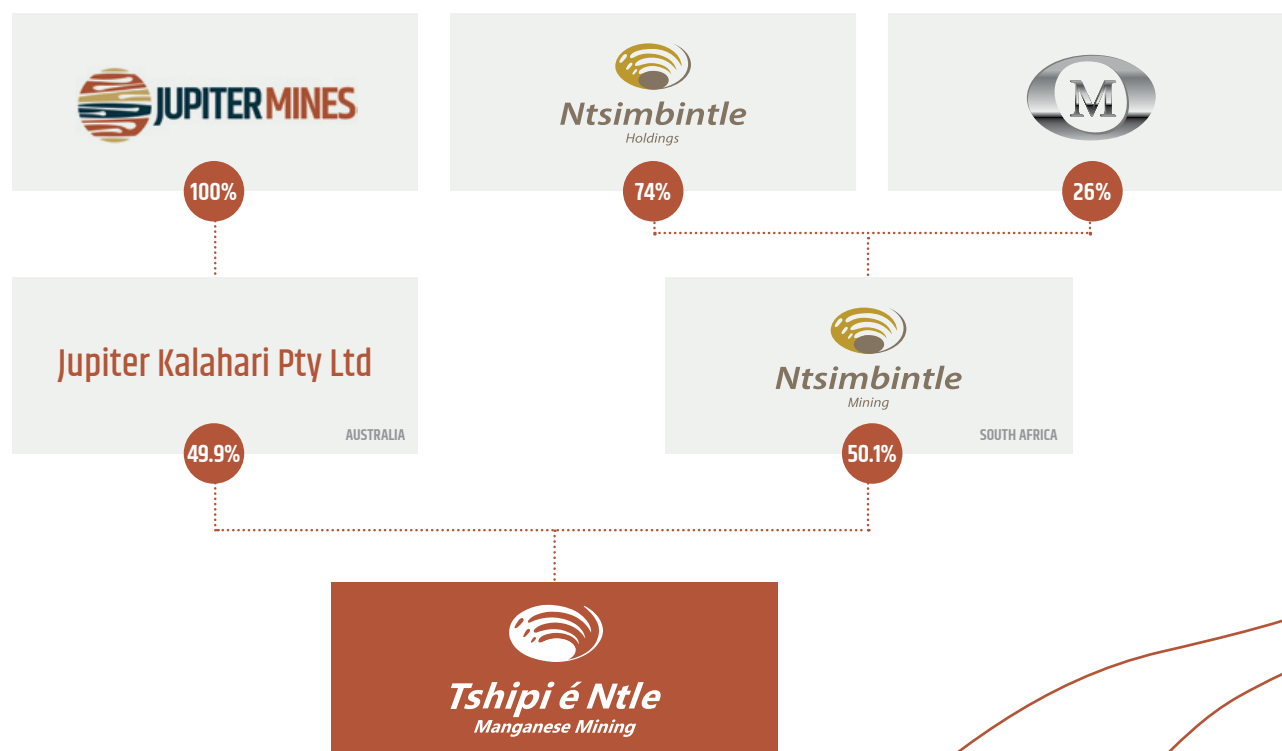 JUPITER MINES
Ntsimbintle
Holdings
M
100%
74%
26%
Jupiter Kalahari Pty Ltd
AUSTRALIA
Ntsimbintle
Mining
SOUTH AFRICA
49.9%
50.1%
Tshipi é Ntle
Manganese Mining